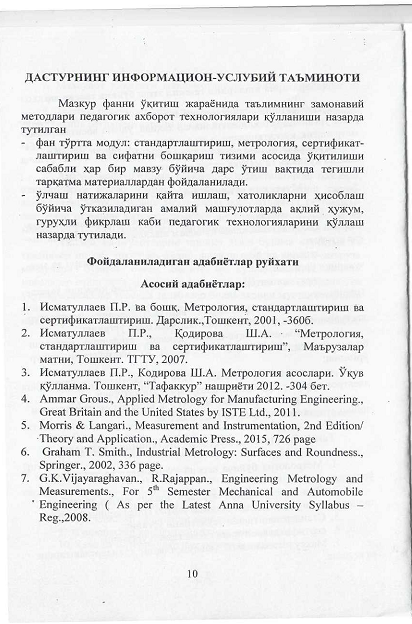 ДАСТУРНИНГ ИНФОРМАЦИОН-УСЛУБИЙ ТАЪМИНОТИ
Мазкур фанни ўқитиш жараёнида таълимнинг замонавий
методлари педагогик ахборот технологиялари қўлланиши назарда
тутилган
- фан тўртта модул: стандартлаштириш, метрология, сертификат-
лаштириш ва сифатни бошқариш тизими асосида ўқитилиши
сабабли ҳар бир мавзу бўйича дарс ўтиш вақтида тегишли
тарқатма материаллардан фойдаланилади.
- ўлчаш натижаларини қайта ишлаш, хатоликларни ҳисоблаш
бўйича ўтказиладиган амалий машғулотларда ақлий ҳужум,
гуруҳли фикрлаш каби педагогик технологияларини қўллаш
назарда тутилади.
Фойдаланиладиган адабиётлар руйхати
Асосий адабиётлар:
1. Исматуллаев П.Р. ва бошқ. Метрология, стандартлаштириш ва
сертификатлаштириш. Дарслик.,Тошкент, 2001, -360б.
2. Исматуллаев П.Р., Қодирова Ш.А. “Метрология,
стандартлаштириш ва сертификатлаштириш”, Маърузалар
матни, Тошкент. ТГТУ, 2007.
3. Исматуллаев П.Р., Кодирова Ш.А. Метрология асослари. Ўқув
қўлланма. Тошкент, “Тафаккур” нашриёти 2012. -304 бет.
4. Ammar Grous., Applied Metrology for Manufacturing Engineering.,
Great Britain and the United States by ISTE Ltd., 2011.
5. Morris & Langari., Measurement and Instrumentation, 2nd Edition/
Theory and Application., Academic Press., 2015, 726 page
6. Graham T. Smith., Industrial Metrology: Surfaces and Roundness.,
Springer., 2002, 336 page.
7. G.K.Vijayaraghavan., R.Rajappan., Engineering Metrology and
Measurements., For 5th Semester Mechanical and Automobile
Engineering ( As per the Latest Anna University Syllabus –
Reg.,2008.
10